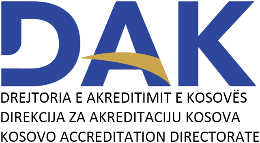 DAK
DREJTORIA E AKREDITIMIT E KOSOVËS
DIREKCIJA ZA AKREDITACIJU KOSOVA
KOSOVO ACCREDITATION DIRECTORATE